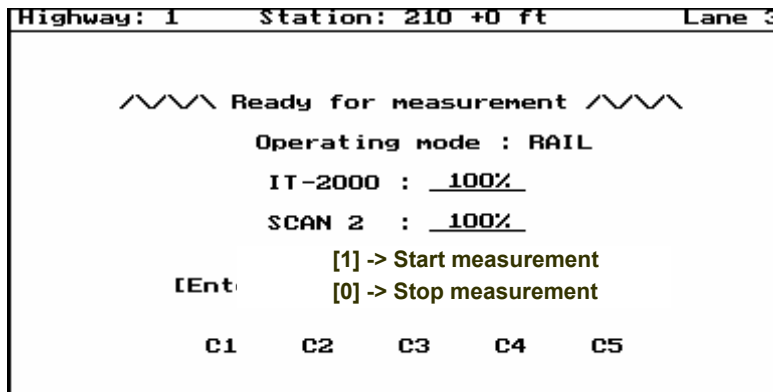 Highway: 1 Station: 210 +0 ft Lane 3
/\/\/\ Ready for measurement /\/\/\
Operating mode : RAIL
IT-2000 : 100%
SCAN 2 : 100%
[1] -> Start measurement
[Ent
[0] -> Stop measurement
C1 C2 C3 C4 C5